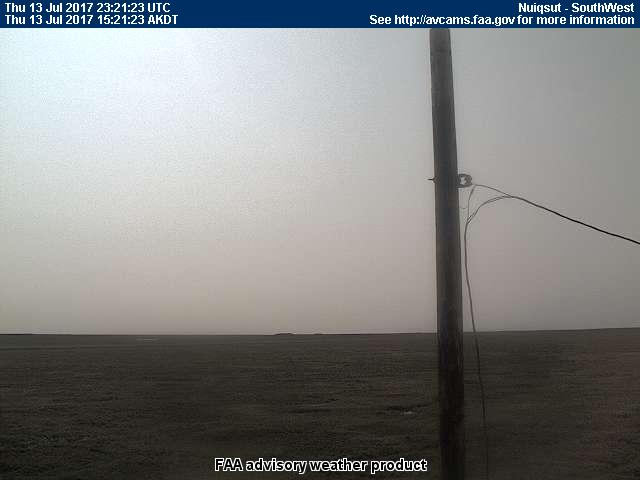 Thu 13 Jul 2017 23:21:23 UTC Nuiqsut - SouthWest
Thu 13 Jul 2017 15:21:23 AKDT See http://avcams.faa.gov for more information
FAA advisory weather product